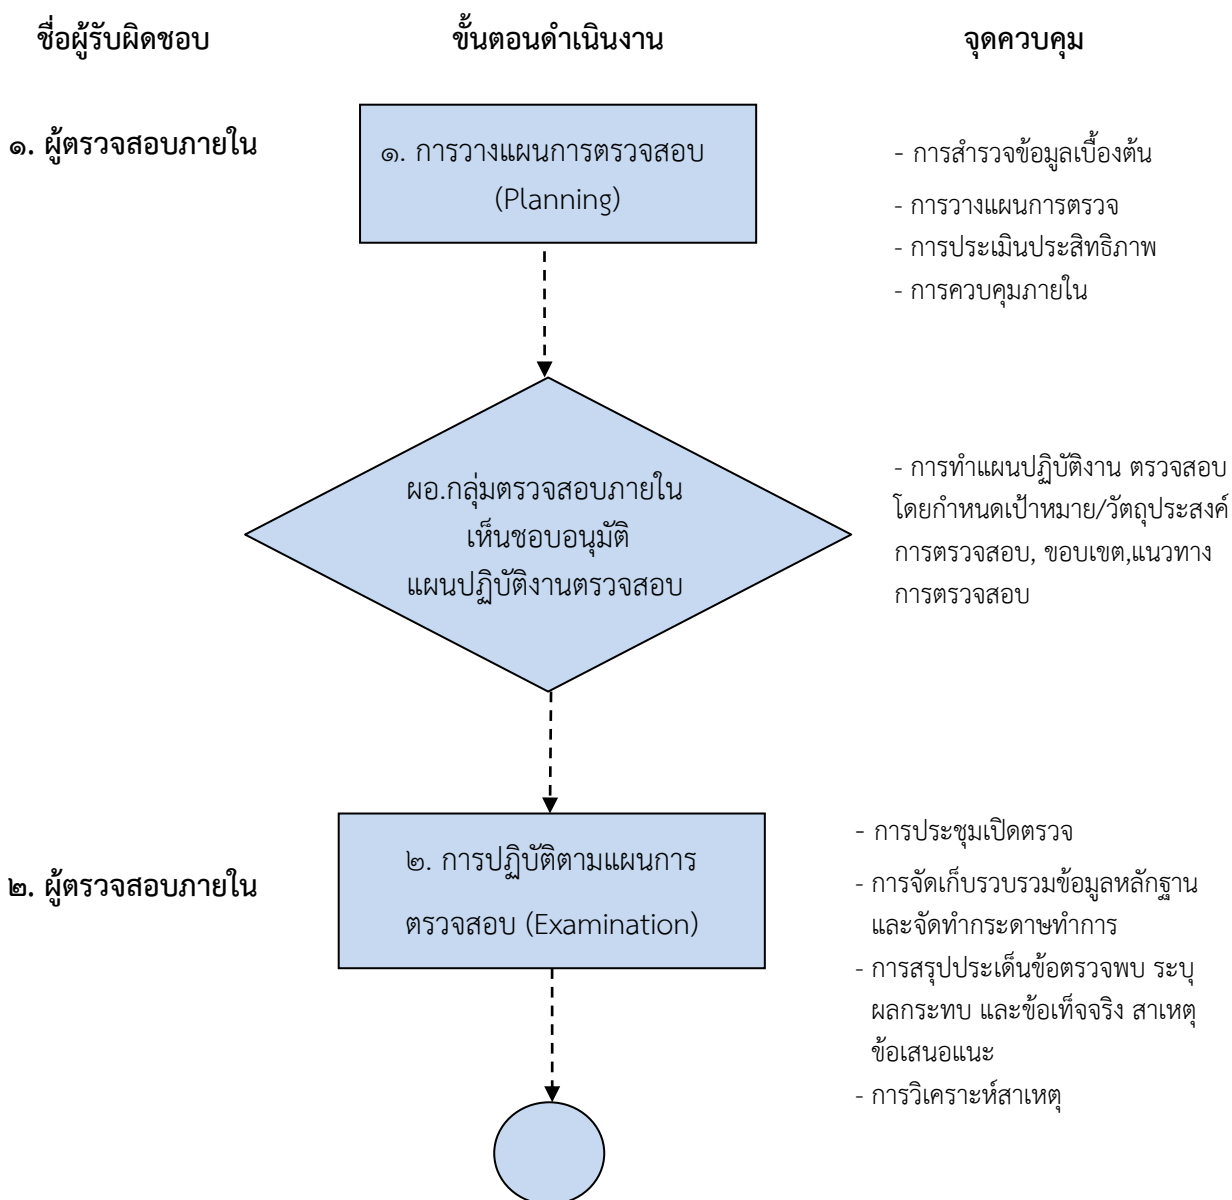 ชื่อผู้รับผิดชอบ
ขั้นตอนดำเนินงาน
จุดควบคุม
๑. ผู้ตรวจสอบภายใน
๑. การวางแผนการตรวจสอบ
(Planning)
- การสำรวจข้อมูลเบื้องต้น
- การวางแผนการตรวจ
- การประเมินประสิทธิภาพ
- การควบคุมภายใน
ผอ.กลุ่มตรวจสอบภายใน
เห็นชอบอนุมัติ
แผนปฏิบัติงานตรวจสอบ
- การทำแผนปฏิบัติงาน ตรวจสอบ
โดยกำหนดเป้าหมาย/วัตถุประสงค์
การตรวจสอบ, ขอบเขต,แนวทาง
การตรวจสอบ
๒. ผู้ตรวจสอบภายใน
๒. การปฏิบัติตามแผนการ
ตรวจสอบ (Examination)
- การประชุมเปิดตรวจ
- การจัดเก็บรวบรวมข้อมูลหลักฐาน
และจัดทำกระดาษทำการ
- การสรุปประเด็นข้อตรวจพบ ระบุ
ผลกระทบ และข้อเท็จจริง สาเหตุ
ข้อเสนอแนะ
- การวิเคราะห์สาเหตุ